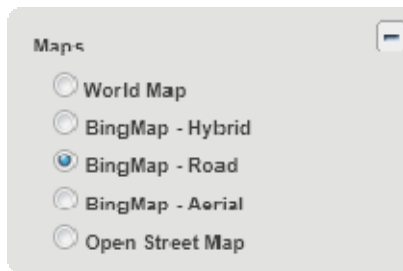 Maps
World Map
BingMap - Hybrid
BingMap - Road
BingMap - Aerial
Open Street Map